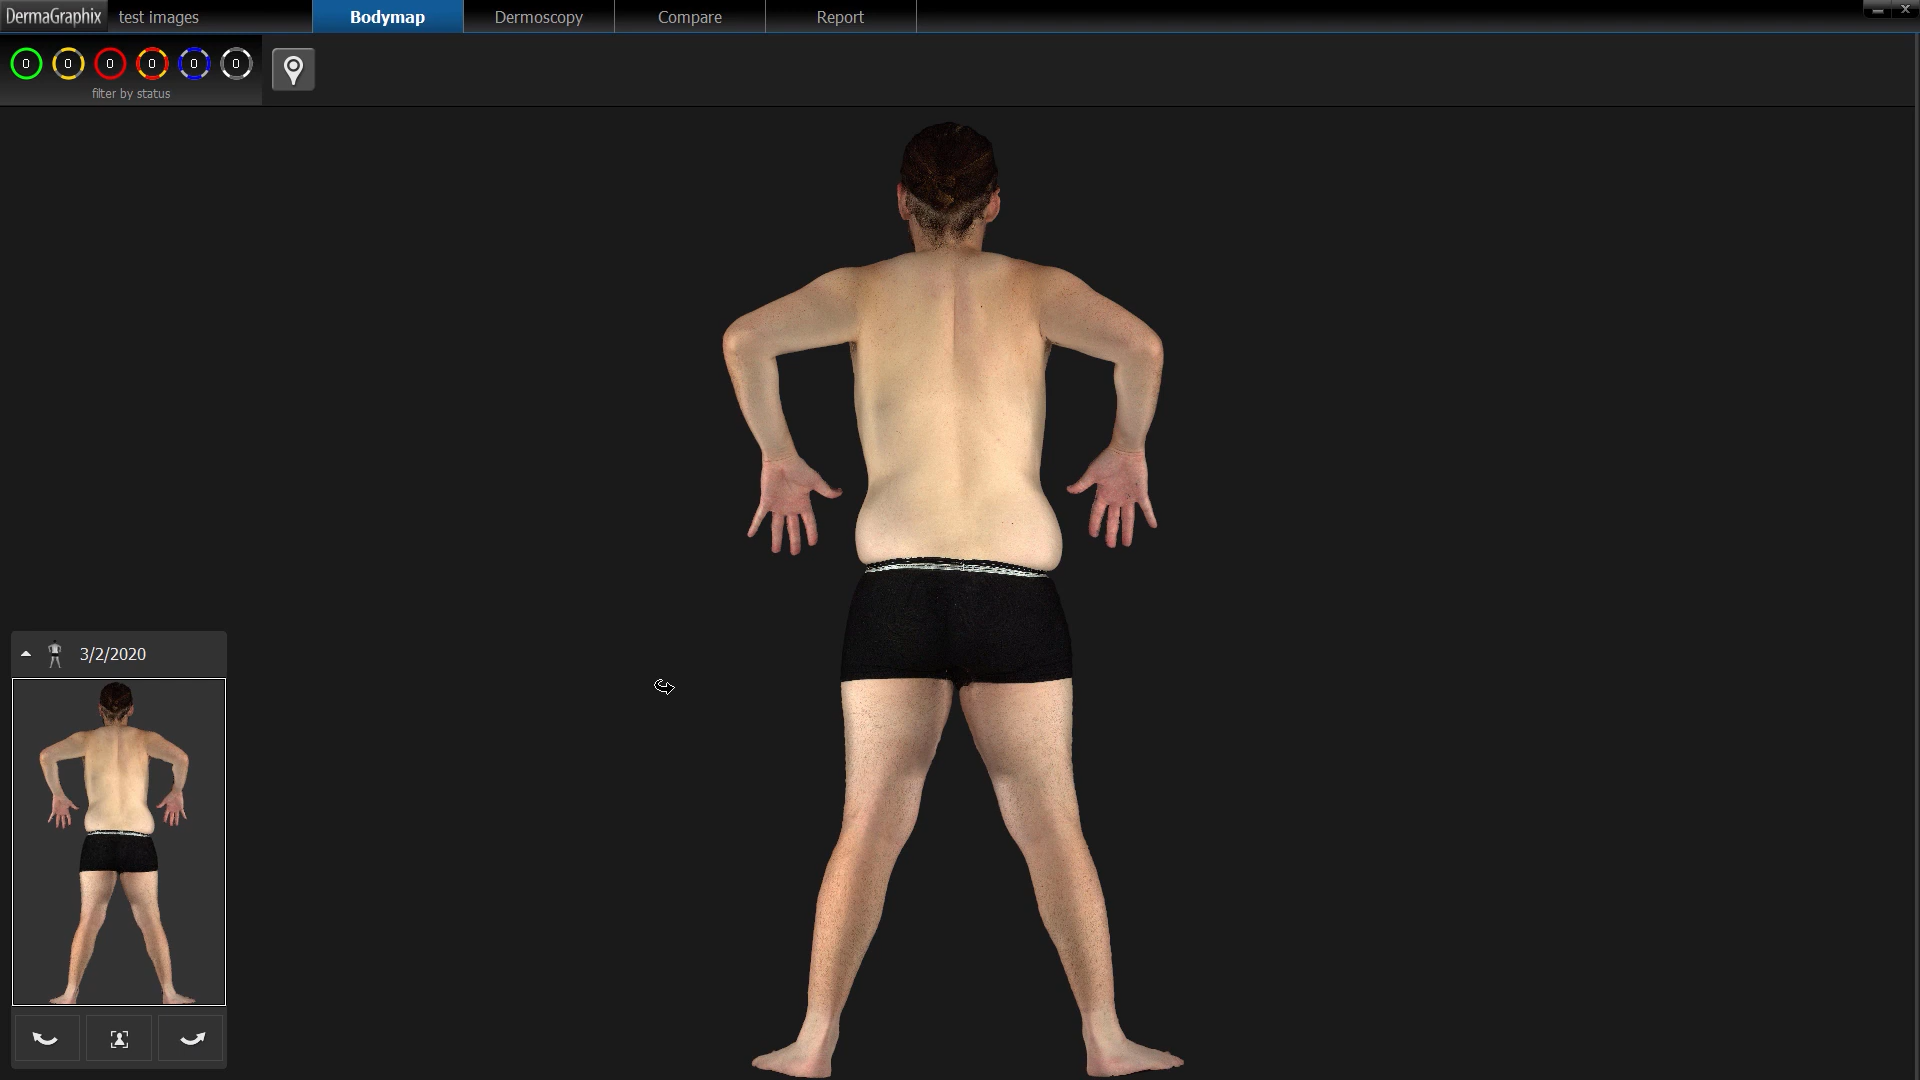 DermaGraphix test images Bodymap Dermoscopy Compare Report
0 0 0 0 0 0
filter by status
3/2/2020